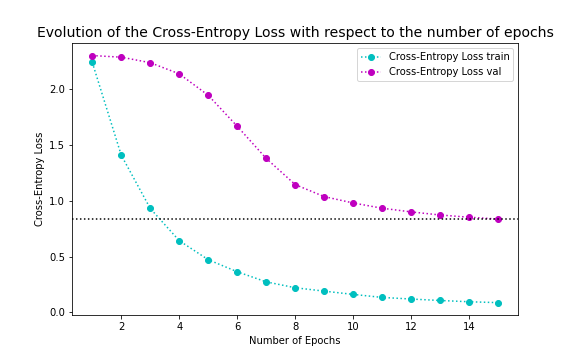 Evolution of the Cross-Entropy Loss with respect to the number of epochs
Cross-Entropy Loss train
Cross-Entropy Loss val
Cross-Entropy Loss
2.0
1.5
1.0
0.5
0.0
2
4
6
8
10
12
14
Number of Epochs